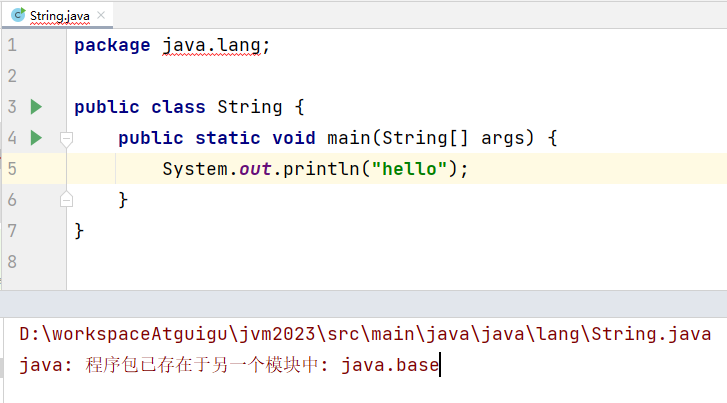 String.java
1 package java.lang;
2
3 public class String {
4 public static void main(String[] args) {
5 System.out.println("hello");
6 }
7 }
8
D:\workspaceAtguigu\jvm2023\src\main\java\java\lang\String.java
java: 程序包已存在于另一个模块中: java.base